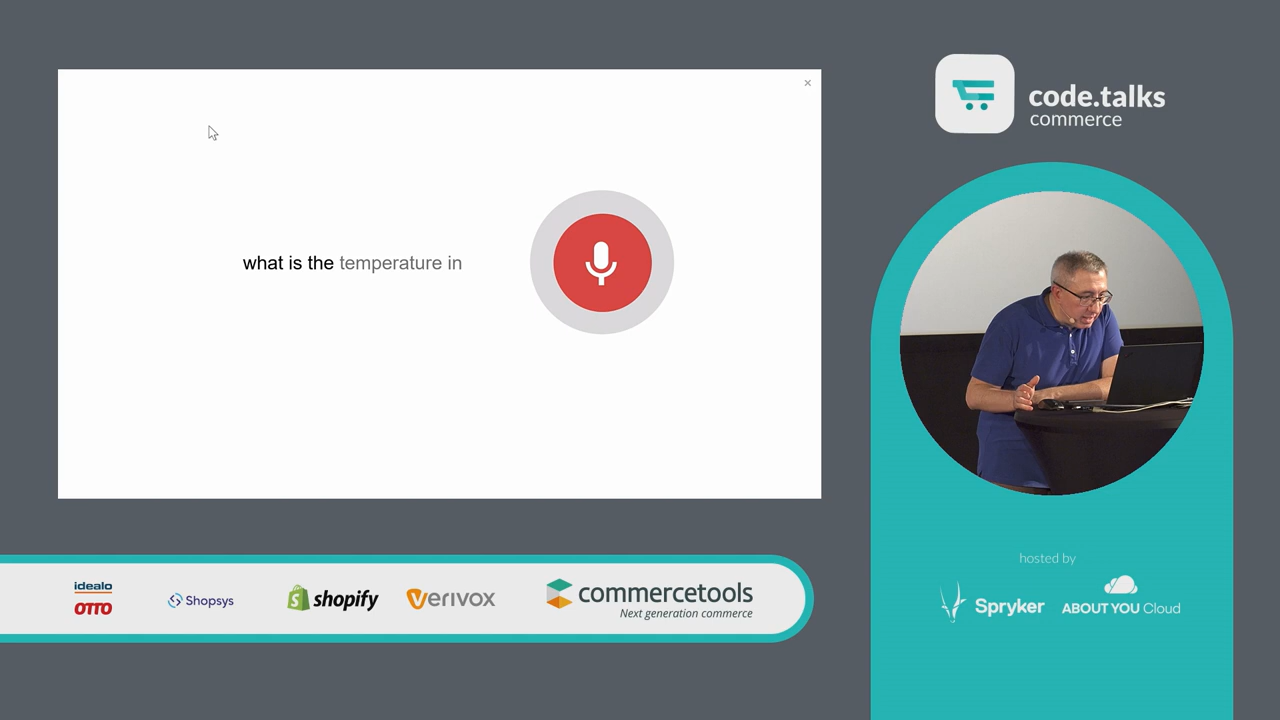 code.talks
commerce
what is the temperature in
hosted by
Spryker
ABOUT YOU Cloud
idealo
OTTO
Shopsys
shopify
VERIVOX
commercetools
Next generation commerce